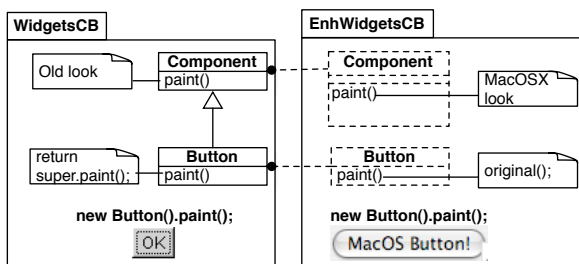 WidgetsCB
Old look
Component
paint()
return
super.paint();
Button
paint()
new Button().paint();
OK
EnhWidgetsCB
Component
paint()
MacOSX
look
Button
paint()
original();
new Button().paint();
MacOS Button!